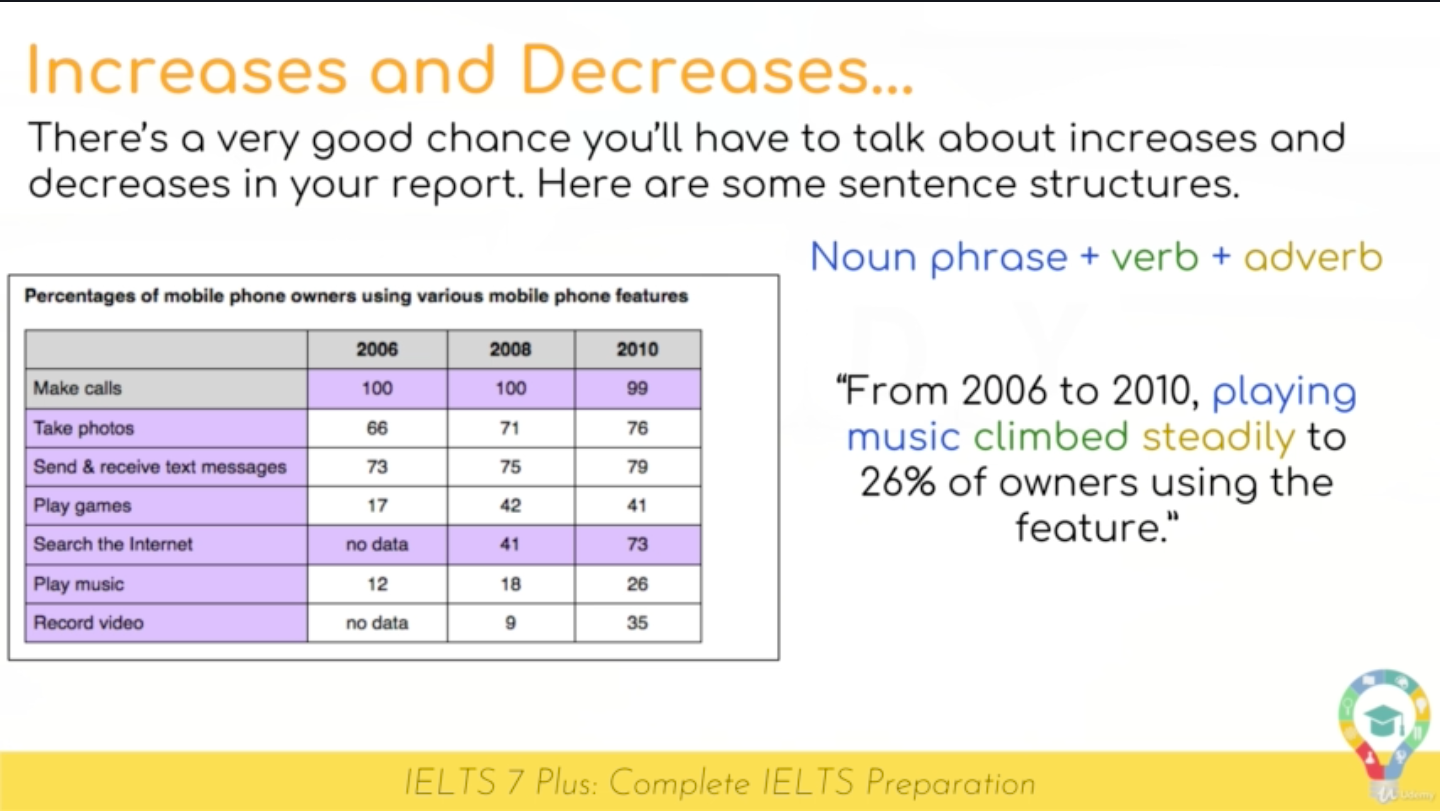 Increases and Decreases...
There's a very good chance you'll have to talk about increases and
decreases in your report. Here are some sentence structures.
Noun phrase + verb + adverb
Percentages of mobile phone owners using various mobile phone features
2006 2008 2010
Make calls 100 100 99
Take photos 66 71 76
Send & receive text messages 73 75 79
Play games 17 42 41
Search the Internet no data 41 73
Play music 12 18 26
Record video no data 9 35
“From 2006 to 2010, playing
music climbed steadily to
26% of owners using the
feature.”
IELTS 7 Plus: Complete IELTS Preparation
Udemy